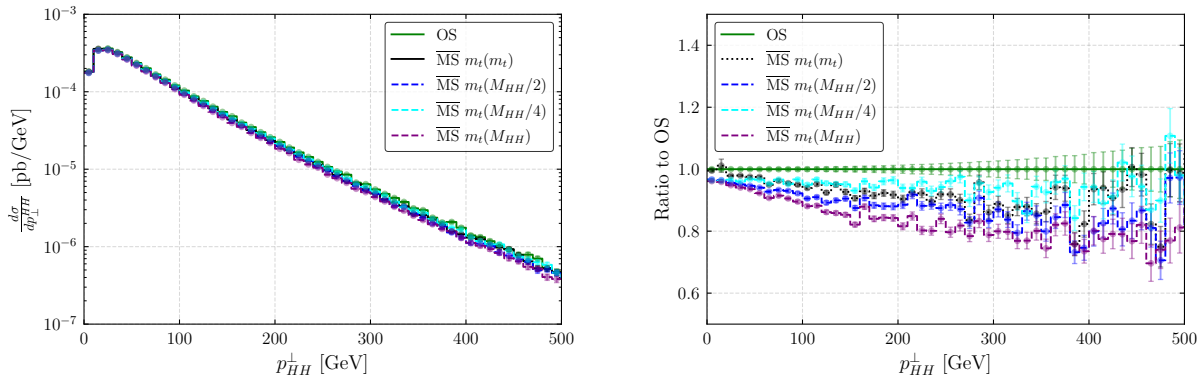 10⁻³
10⁻⁴
10⁻⁵
10⁻⁶
10⁻⁷
dσ/dp⊥HH [pb/GeV]
OS
MS̅ m_t(m_t)
MS̅ m_t(M_HH/2)
MS̅ m_t(M_HH/4)
MS̅ m_t(M_HH)
0 100 200 300 400 500
p⊥HH [GeV]
1.4
1.2
1.0
0.8
0.6
Ratio to OS
OS
MS̅ m_t(m_t)
MS̅ m_t(M_HH/2)
MS̅ m_t(M_HH/4)
MS̅ m_t(M_HH)
0 100 200 300 400 500
p⊥HH [GeV]